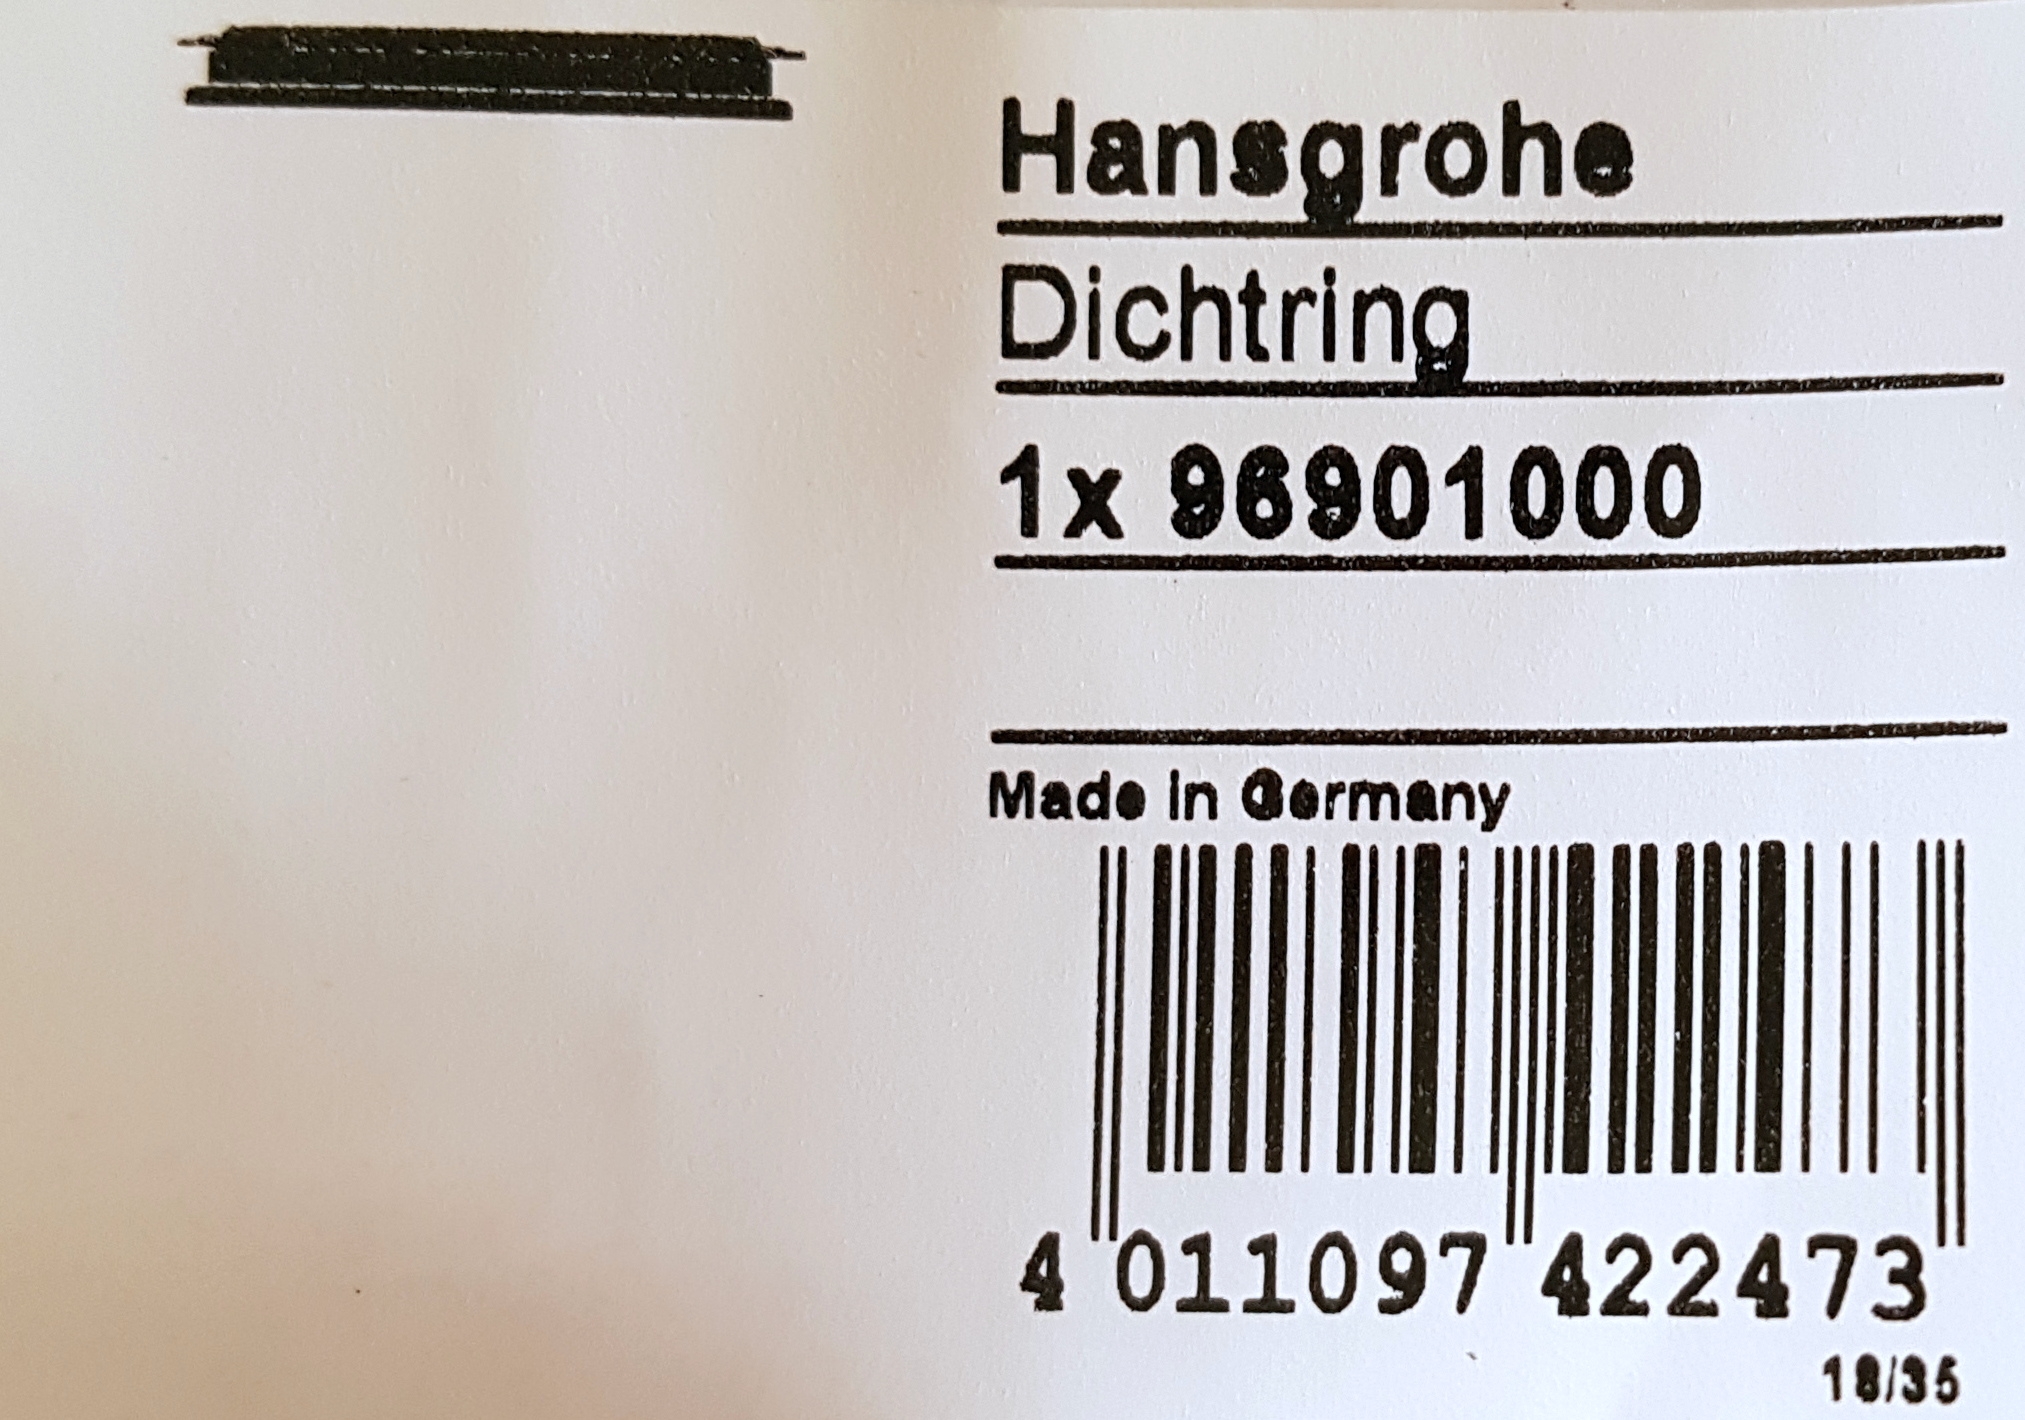 Hansgrohe
Dichtring
1x 96901000
Made in Germany
4 011097 422473
18/35